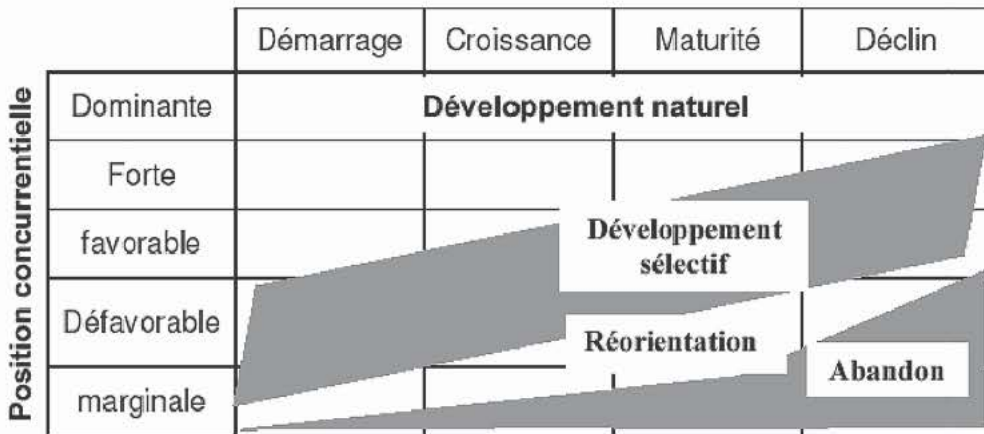 Démarrage Croissance Maturité Déclin
Position concurrentielle
Dominante Développement naturel
Forte
favorable
Développement
sélectif
Défavorable
Réorientation
Abandon
marginale